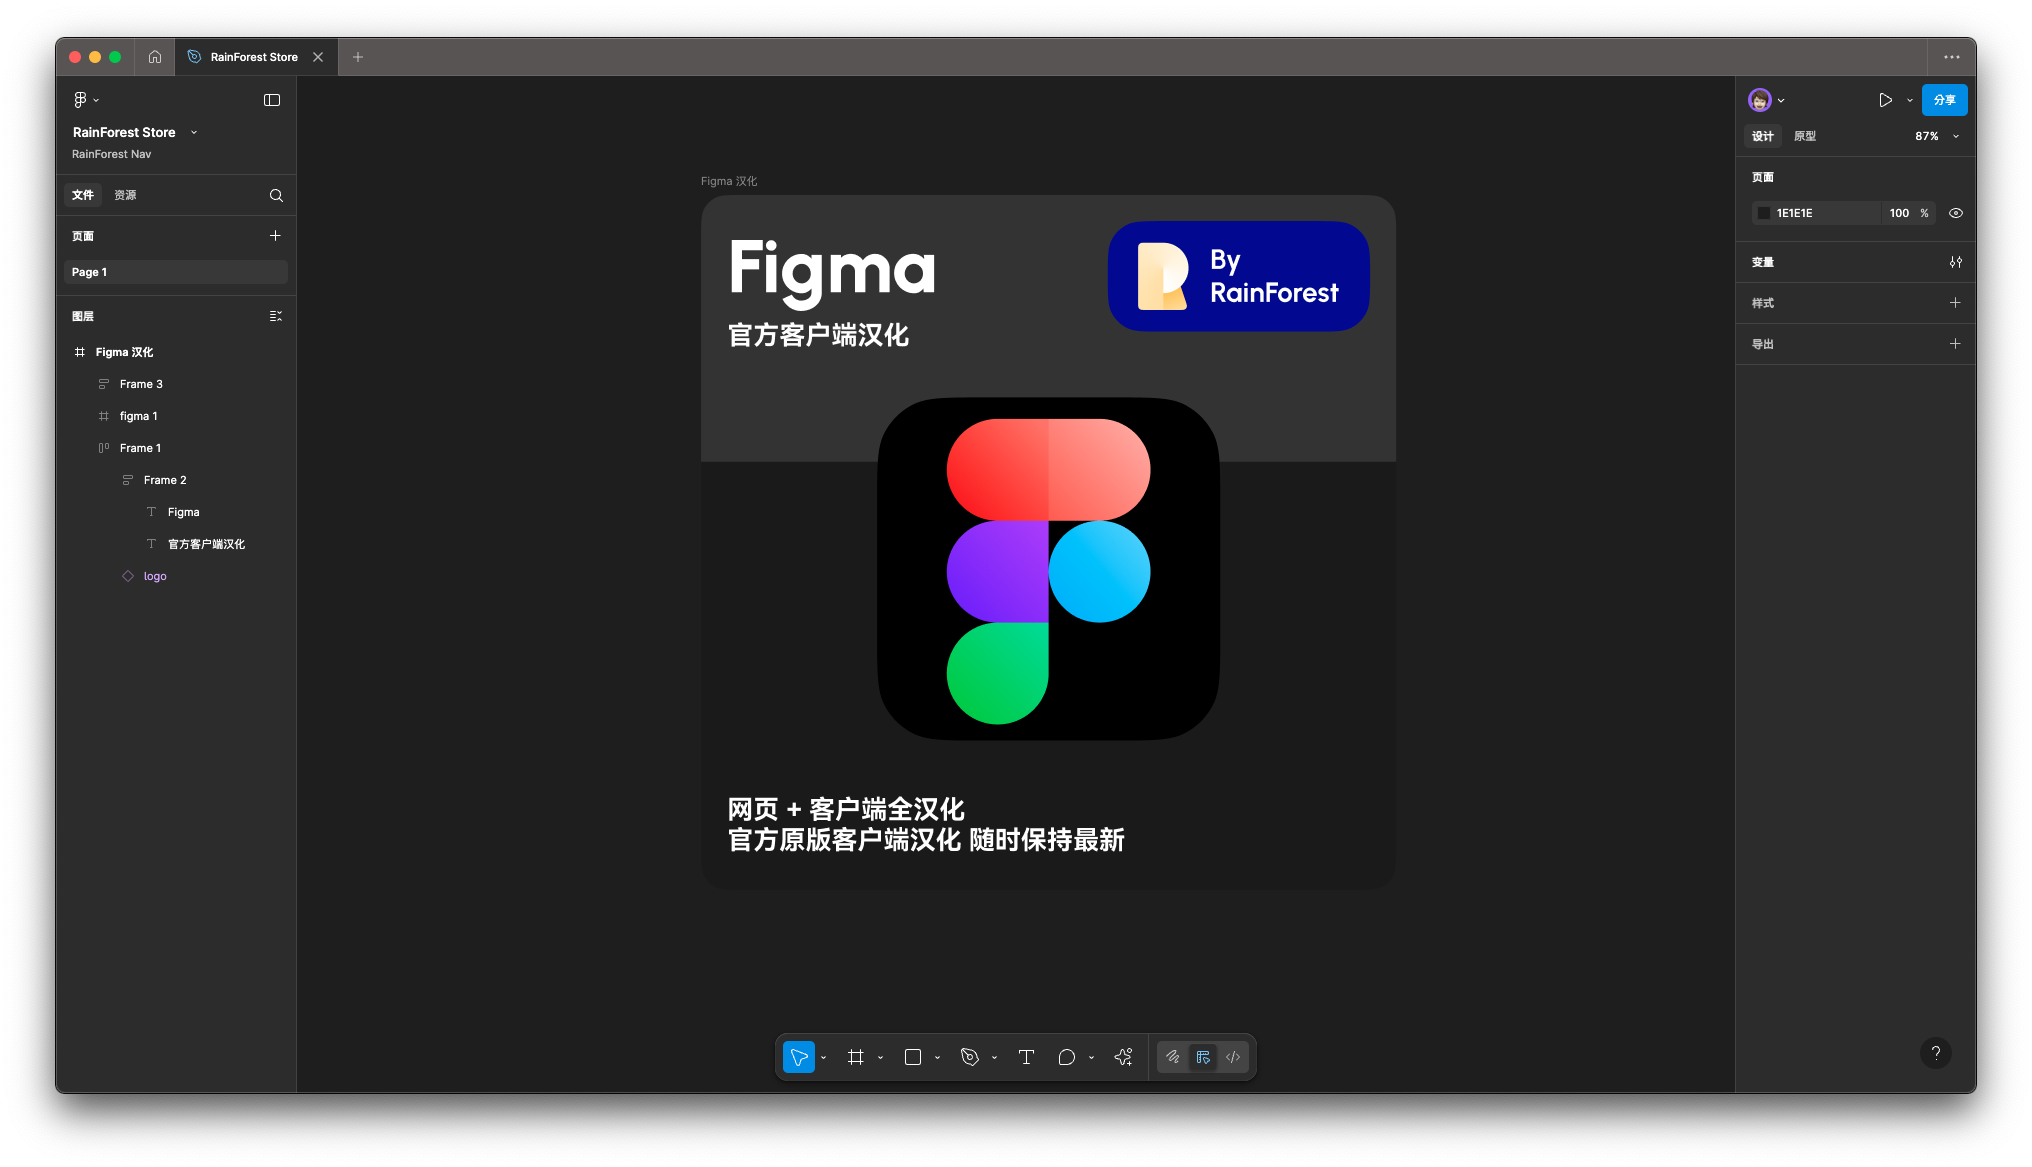 RainForest Store
RainForest Store
RainForest Nav
文件 资源
页面
Page 1
图层
Figma 汉化
Frame 3
figma 1
Frame 1
Frame 2
Figma
官方客户端汉化
logo
Figma 汉化
Figma
官方客户端汉化
By
RainForest
网页 + 客户端全汉化
官方原版客户端汉化 随时保持最新
分享
设计 原型 87%
页面
1E1E1E 100 %
变量
样式
导出
?